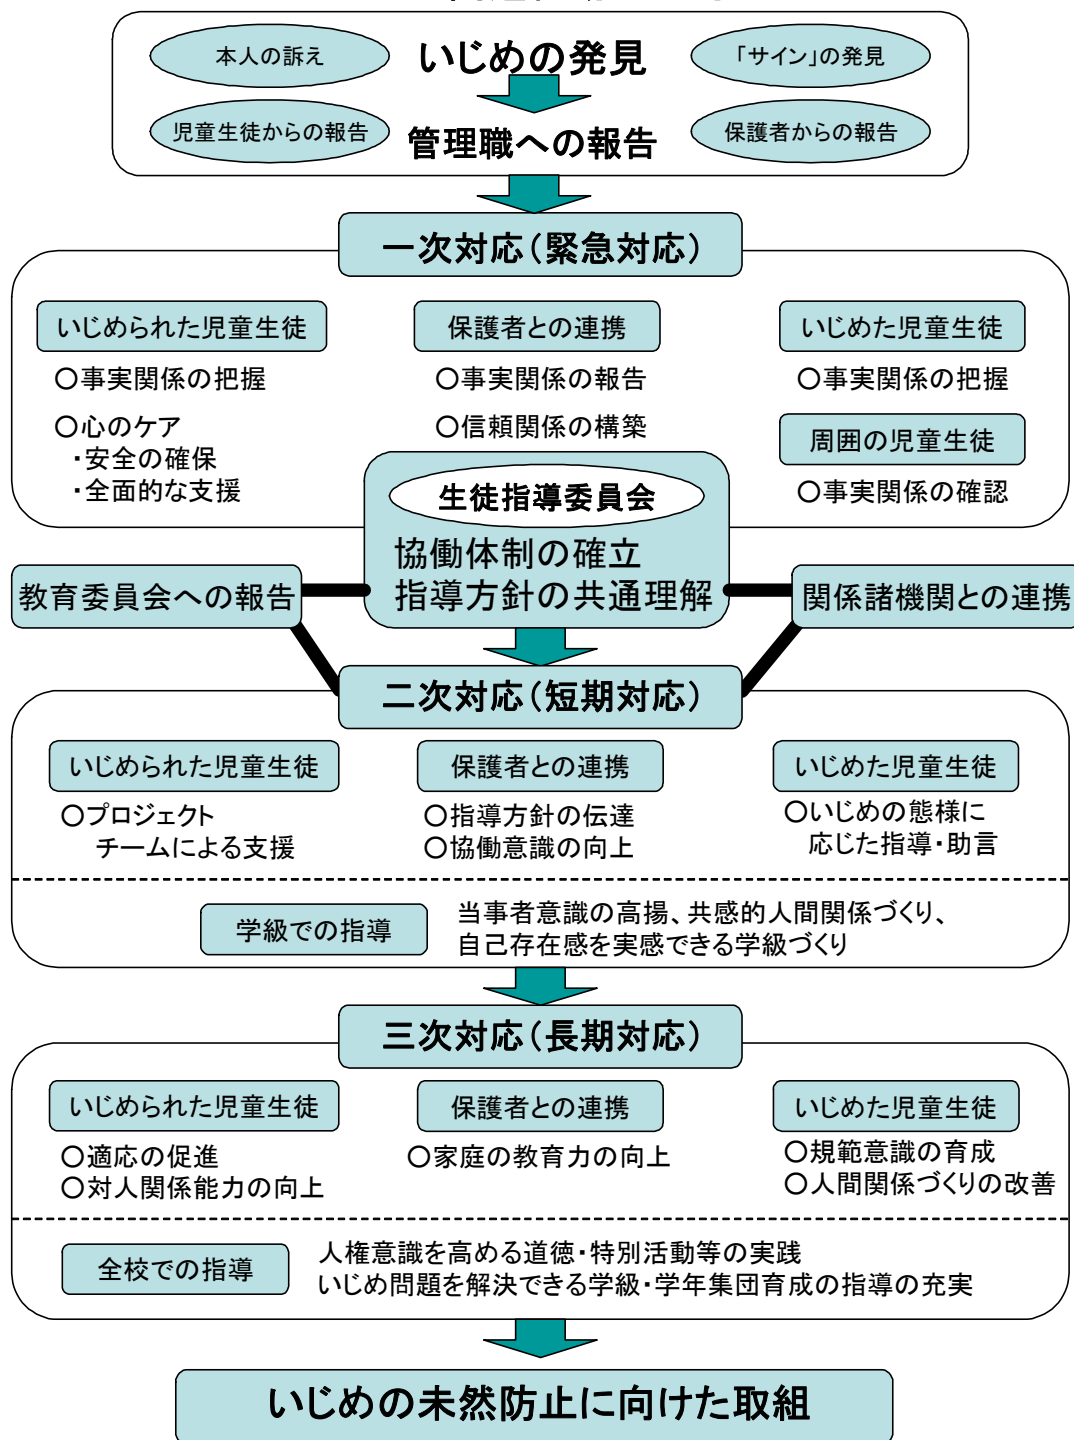 本人の訴え
いじめの発見
「サイン」の発見
児童生徒からの報告
管理職への報告
保護者からの報告
一次対応(緊急対応)
いじめられた児童生徒
○事実関係の把握
○心のケア
・安全の確保
・全面的な支援
保護者との連携
○事実関係の報告
○信頼関係の構築
いじめた児童生徒
○事実関係の把握
周囲の児童生徒
○事実関係の確認
生徒指導委員会
協働体制の確立
指導方針の共通理解
教育委員会への報告
関係諸機関との連携
二次対応(短期対応)
いじめられた児童生徒
○プロジェクト
チームによる支援
保護者との連携
○指導方針の伝達
○協働意識の向上
いじめた児童生徒
○いじめの態様に
応じた指導・助言
学級での指導
当事者意識の高揚、共感的人間関係づくり、
自己存在感を実感できる学級づくり
三次対応(長期対応)
いじめられた児童生徒
○適応の促進
○対人関係能力の向上
保護者との連携
○家庭の教育力の向上
いじめた児童生徒
○規範意識の育成
○人間関係づくりの改善
全校での指導
人権意識を高める道徳・特別活動等の実践
いじめ問題を解決できる学級・学年集団育成の指導の充実
いじめの未然防止に向けた取組